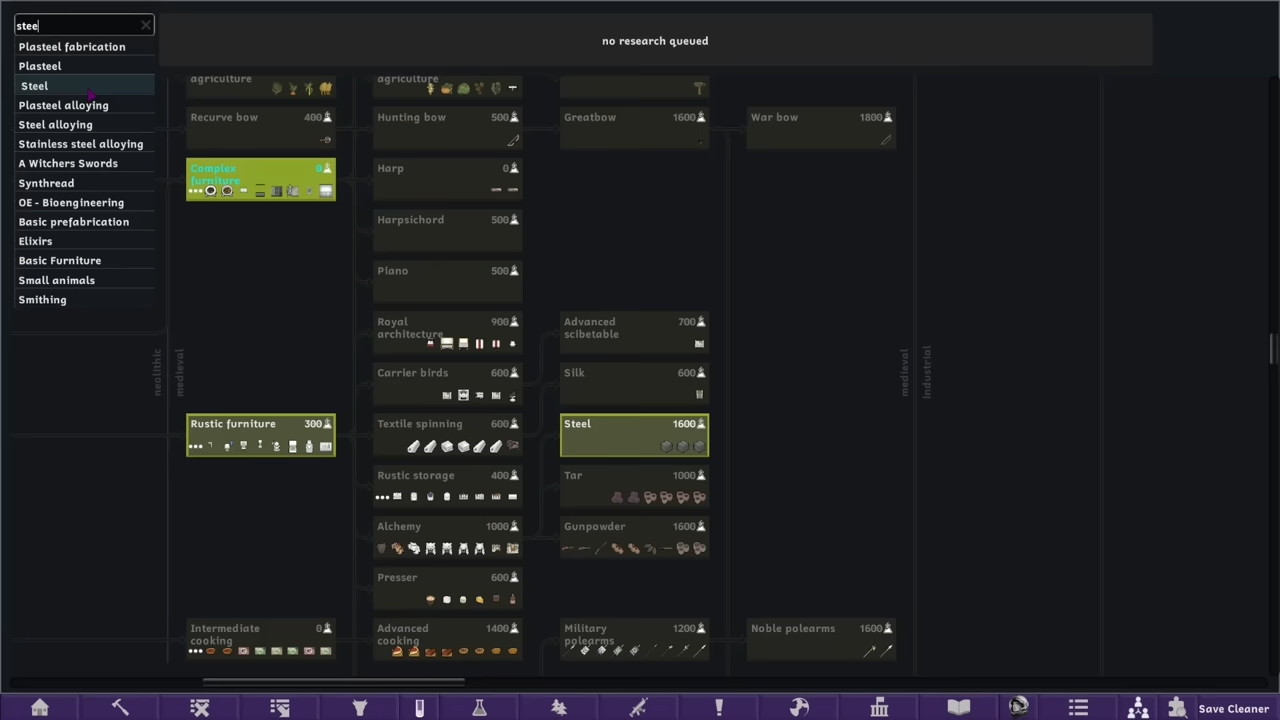 stee
no research queued
Plasteel fabrication
Plasteel
Steel
Plasteel alloying
Steel alloying
Stainless steel alloying
A Witchers Swords
Synthread
OE - Bioengineering
Basic prefabrication
Elixirs
Basic Furniture
Small animals
Smithing
agriculture
agriculture
Recurve bow 400
Hunting bow 500
Greatbow 1600
War bow 1800
Complex 0
furniture
Harp 0
Harpsichord 500
Piano 500
Royal 900
architecture
Advanced 700
scibetable
Carrier birds 600
Silk 600
neolithic
medieval
medieval
industrial
Rustic furniture 300
Textile spinning 600
Steel 1600
Rustic storage 400
Tar 1000
Alchemy 1000
Gunpowder 1600
Presser 600
Intermediate 0
cooking
Advanced 1400
cooking
Military 1200
polearms
Noble polearms 1600
Save Cleaner